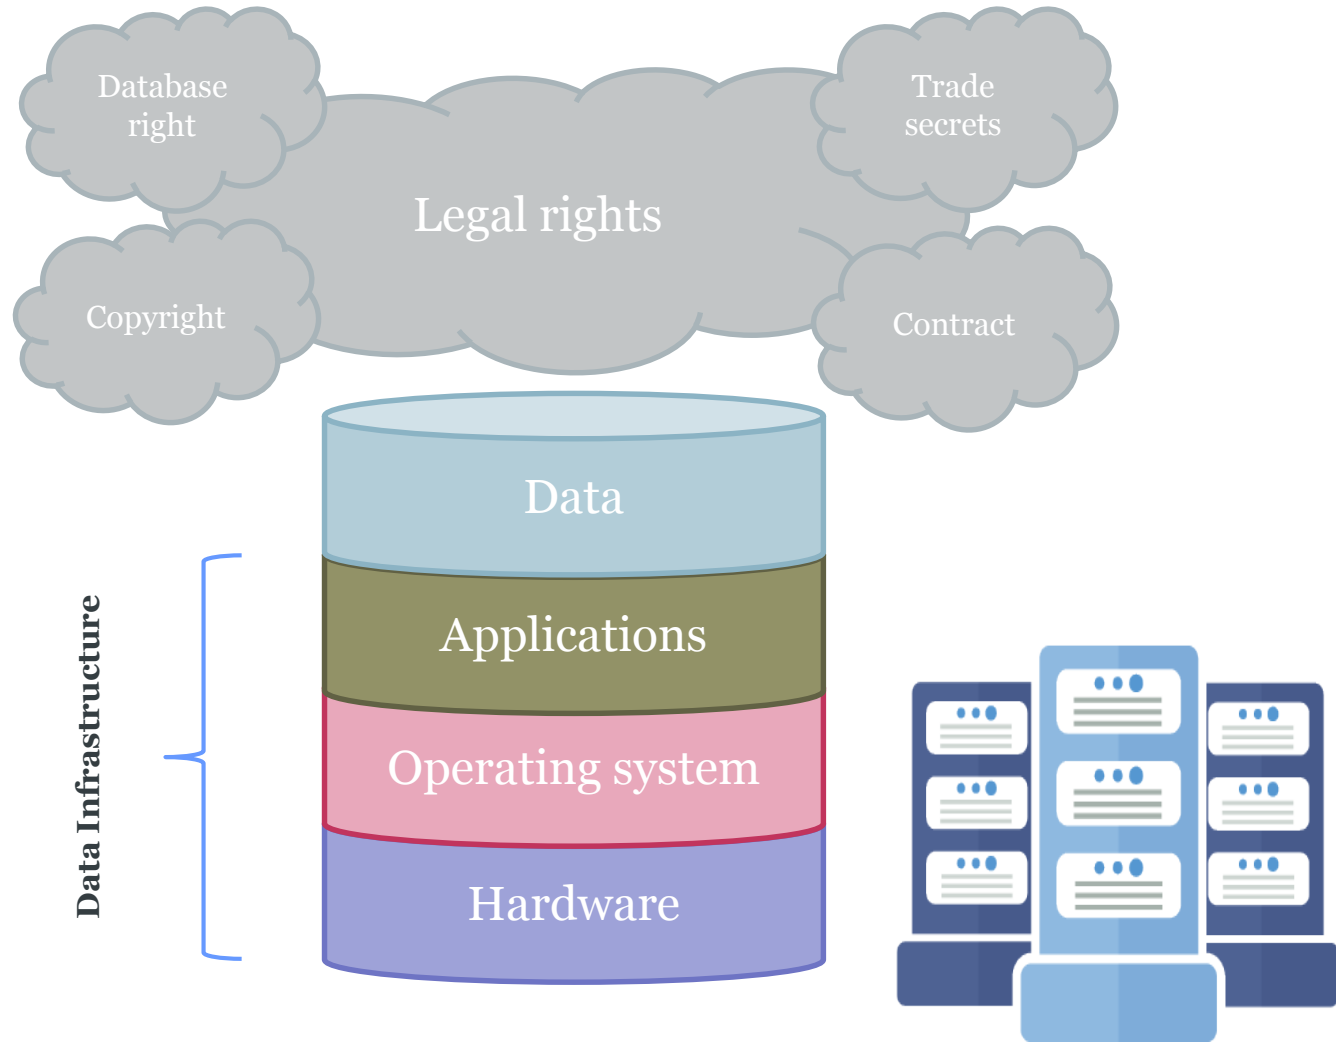 Database
right
Trade
secrets
Legal rights
Copyright
Contract
Data
Applications
Operating system
Hardware
Data Infrastructure